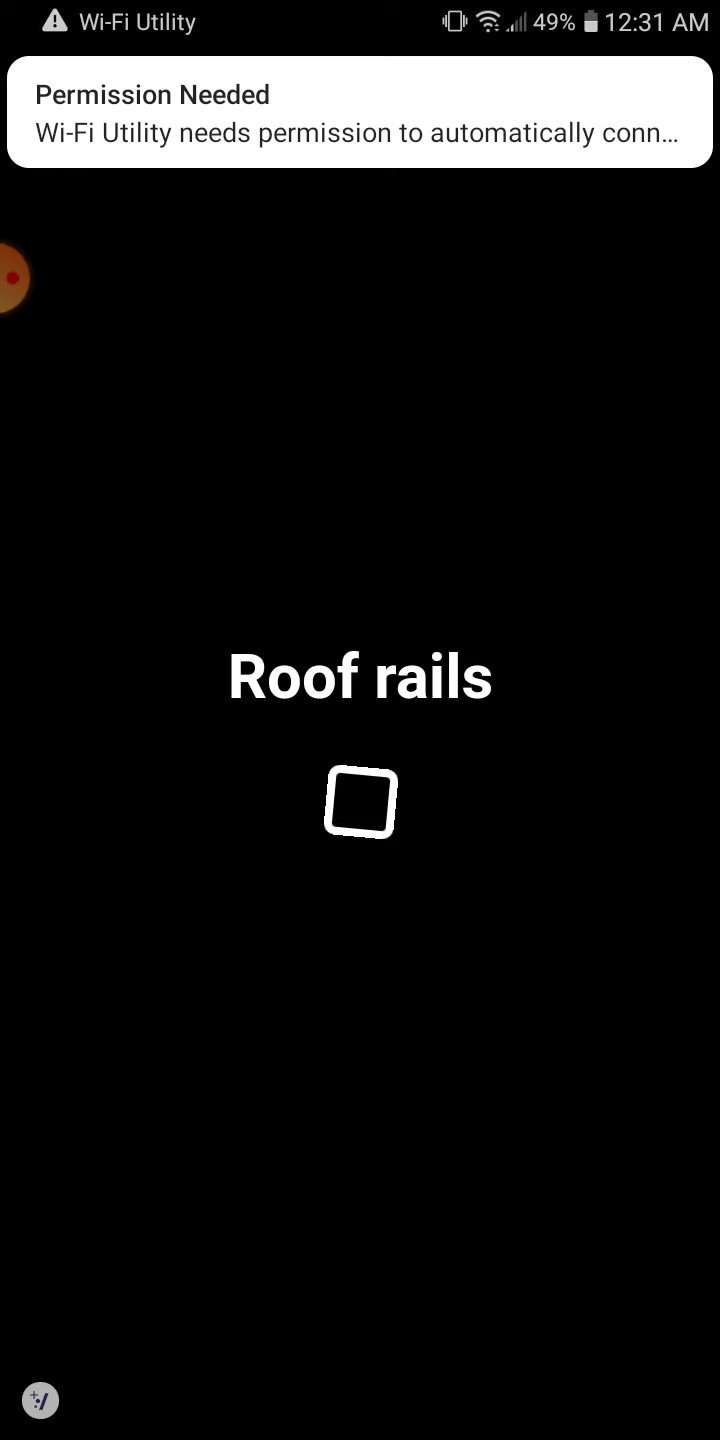 Wi-Fi Utility 49% 12:31 AM
Permission Needed
Wi-Fi Utility needs permission to automatically conn...
Roof rails